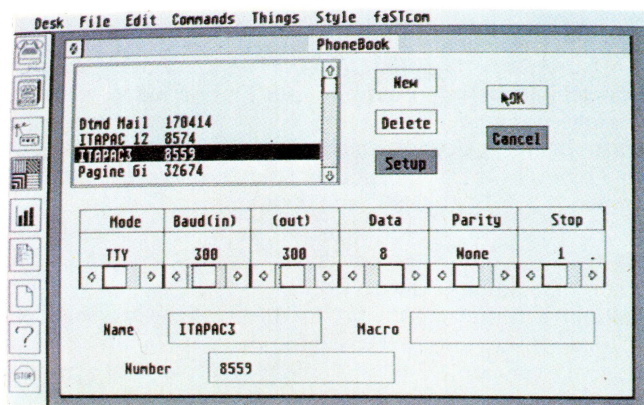 Desk File Edit Commands Things Style faSTcom
PhoneBook
New
OK
Dtmd Mail 170414
Delete
ITAPAC 12 8574
Cancel
ITAPAC3 8559
Setup
Pagine Gi 32674
Mode Baud(in) (out) Data Parity Stop
TTY 300 300 8 None 1
Name ITAPAC3 Macro
?
Number 8559
STOP